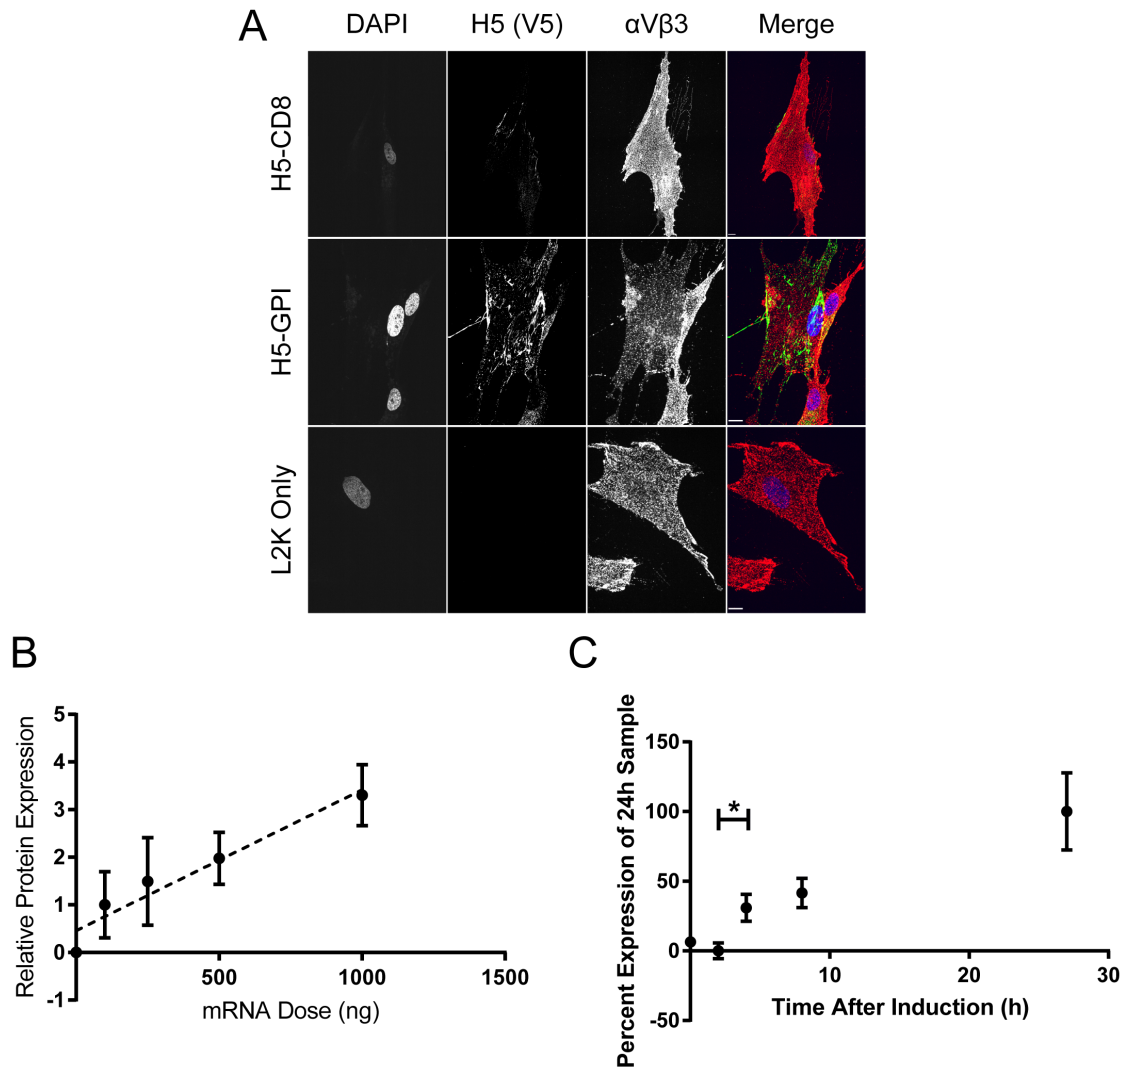 A
DAPI H5 (V5) αVβ3 Merge
H5-CD8
H5-GPI
L2K Only
B
Relative Protein Expression
5
4
3
2
1
0
-1
500 1000 1500
mRNA Dose (ng)
C
Percent Expression of 24h Sample
150
100
50
0
-50
*
10 20 30
Time After Induction (h)